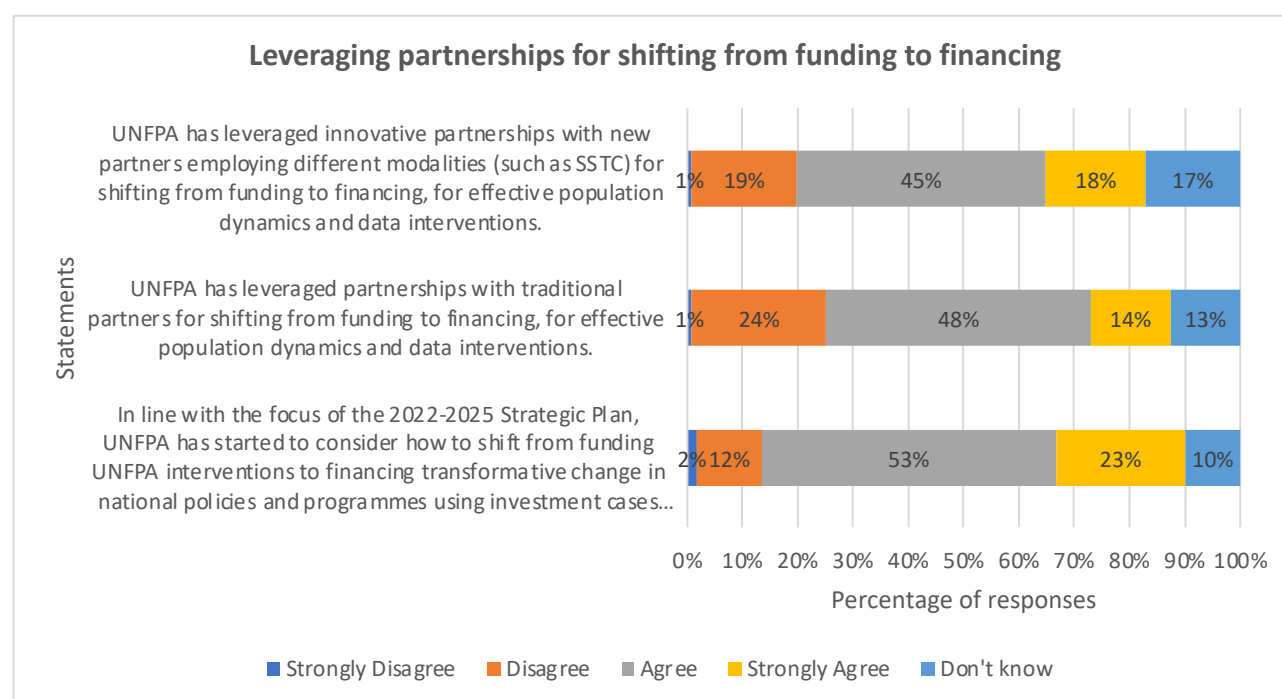 Leveraging partnerships for shifting from funding to financing
UNFPA has leveraged innovative partnerships with new
partners employing different modalities (such as SSTC) for
shifting from funding to financing, for effective population
dynamics and data interventions.
1% 19% 45% 18% 17%
UNFPA has leveraged partnerships with traditional
partners for shifting from funding to financing, for effective
population dynamics and data interventions.
1% 24% 48% 14% 13%
In line with the focus of the 2022-2025 Strategic Plan,
UNFPA has started to consider how to shift from funding
UNFPA interventions to financing transformative change in
national policies and programmes using investment cases...
2% 12% 53% 23% 10%
Statements
0% 10% 20% 30% 40% 50% 60% 70% 80% 90% 100%
Percentage of responses
Strongly Disagree Disagree Agree Strongly Agree Don't know